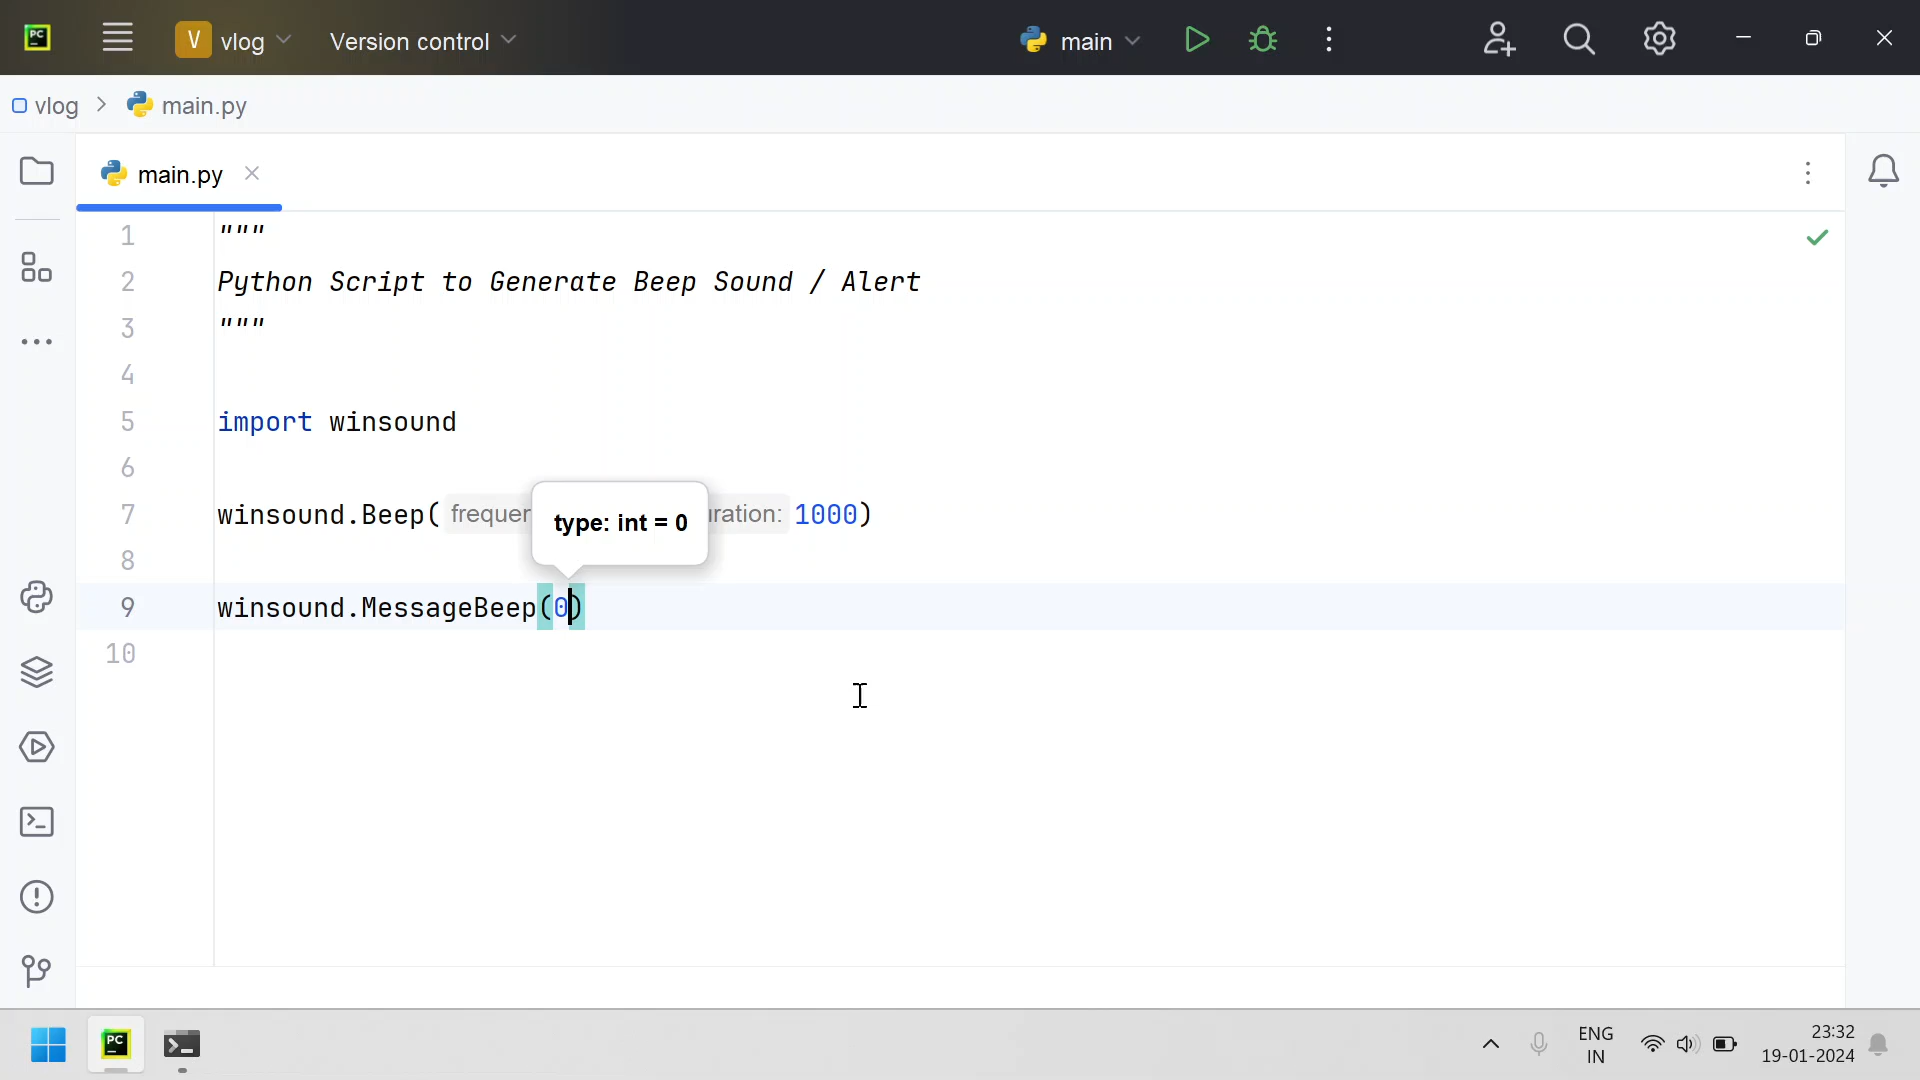 PC
V vlog
Version control
main
vlog > main.py
main.py
1 """
2 Python Script to Generate Beep Sound / Alert
3 """
4
5 import winsound
6
7 winsound.Beep( 1000)
type: int = 0
8
9 winsound.MessageBeep(0)
10
PC
ENG
IN
23:32
19-01-2024